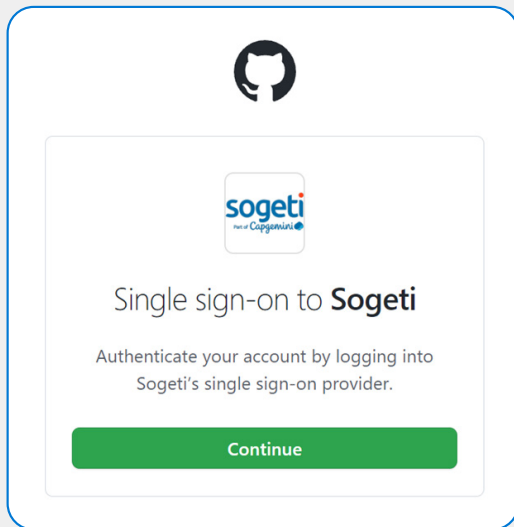 sogeti
Part of Capgemini
Single sign-on to Sogeti
Authenticate your account by logging into
Sogeti's single sign-on provider.
Continue